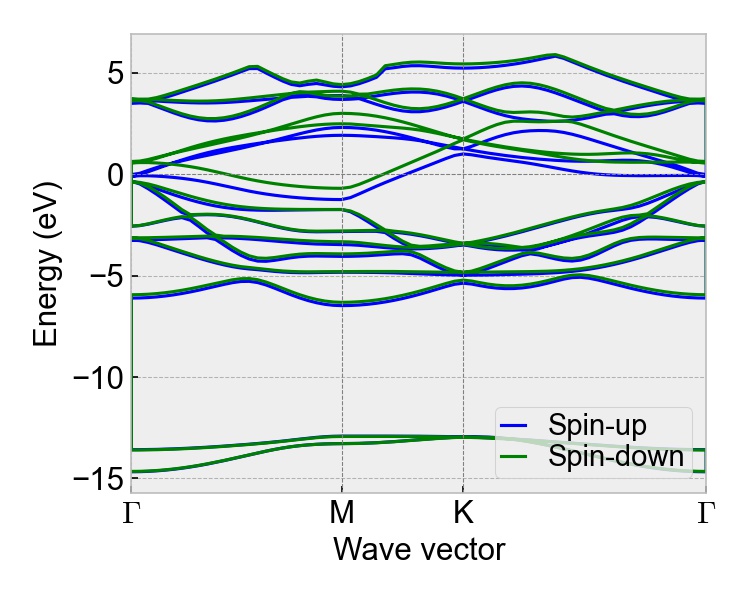 5
0
−5
−10
−15
Energy (eV)
Spin-up
Spin-down
Γ M K Γ
Wave vector